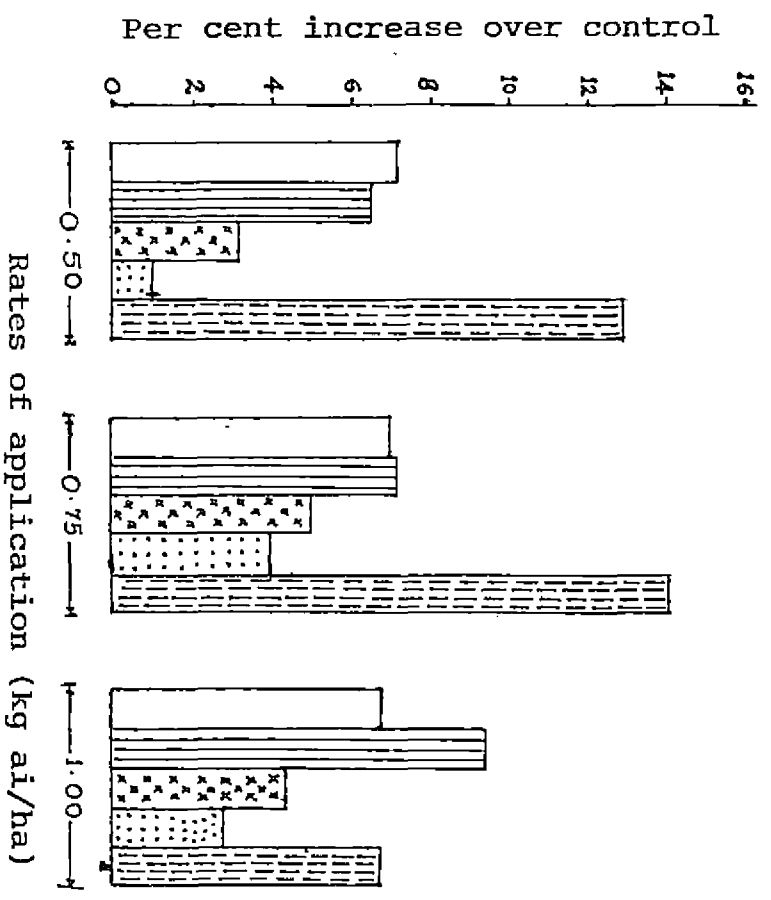 Per cent increase over control
0 2 4 6 8 10 12 14 16
0.50
0.75
1.00
Rates of application (kg ai/ha)